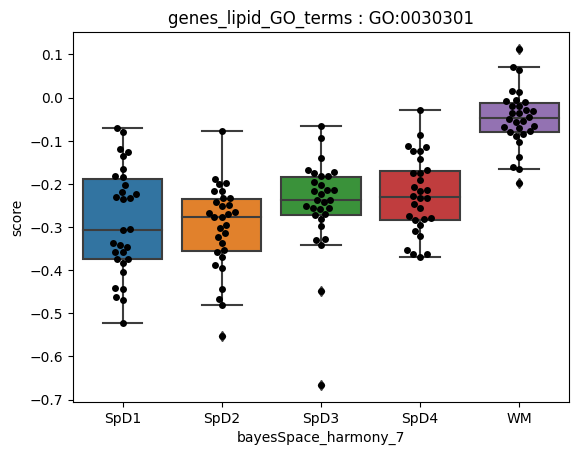 genes_lipid_GO_terms : GO:0030301
0.1
0.0
−0.1
−0.2
−0.3
−0.4
−0.5
−0.6
−0.7
score
SpD1 SpD2 SpD3 SpD4 WM
bayesSpace_harmony_7